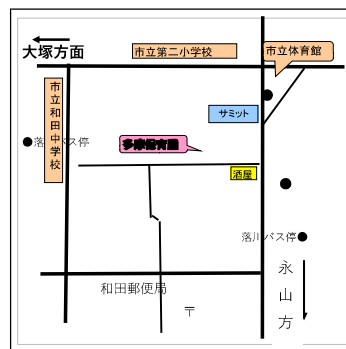 大塚方面
市立第二小学校
市立体育館
市立和田中学校
サミット
多摩保育園
落川バス停
酒屋
落川バス停
永山方
和田郵便局
〒